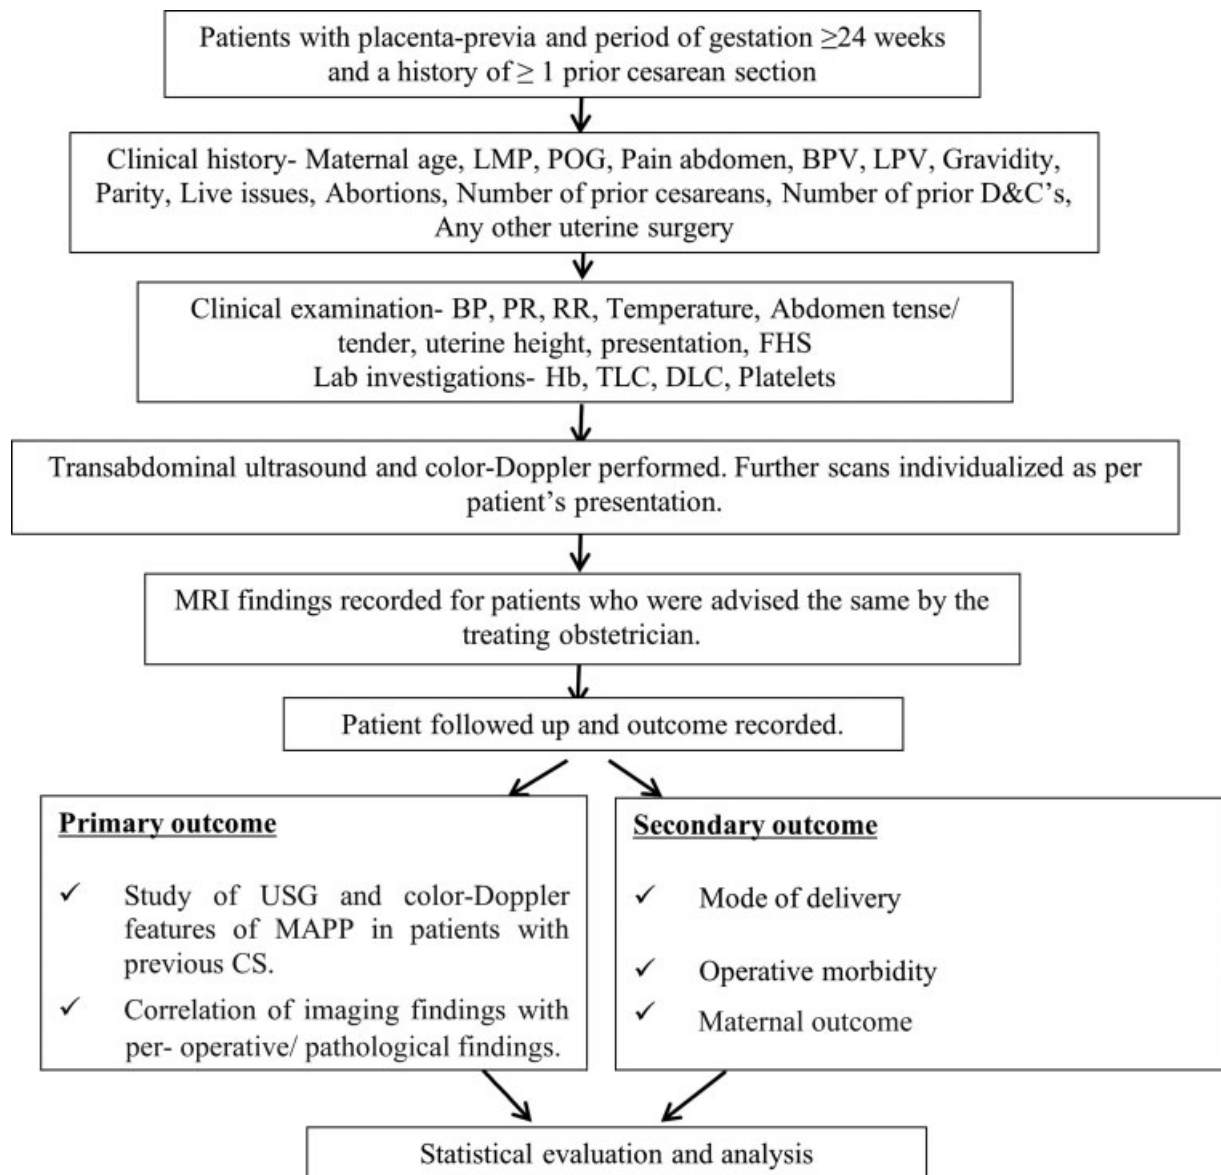 Patients with placenta-previa and period of gestation ≥24 weeks
and a history of ≥ 1 prior cesarean section
Clinical history- Maternal age, LMP, POG, Pain abdomen, BPV, LPV, Gravidity,
Parity, Live issues, Abortions, Number of prior cesareans, Number of prior D&C’s,
Any other uterine surgery
Clinical examination- BP, PR, RR, Temperature, Abdomen tense/
tender, uterine height, presentation, FHS
Lab investigations- Hb, TLC, DLC, Platelets
Transabdominal ultrasound and color-Doppler performed. Further scans individualized as per
patient’s presentation.
MRI findings recorded for patients who were advised the same by the
treating obstetrician.
Patient followed up and outcome recorded.
Primary outcome
✓ Study of USG and color-Doppler
features of MAPP in patients with
previous CS.
✓ Correlation of imaging findings with
per- operative/ pathological findings.
Secondary outcome
✓ Mode of delivery
✓ Operative morbidity
✓ Maternal outcome
Statistical evaluation and analysis